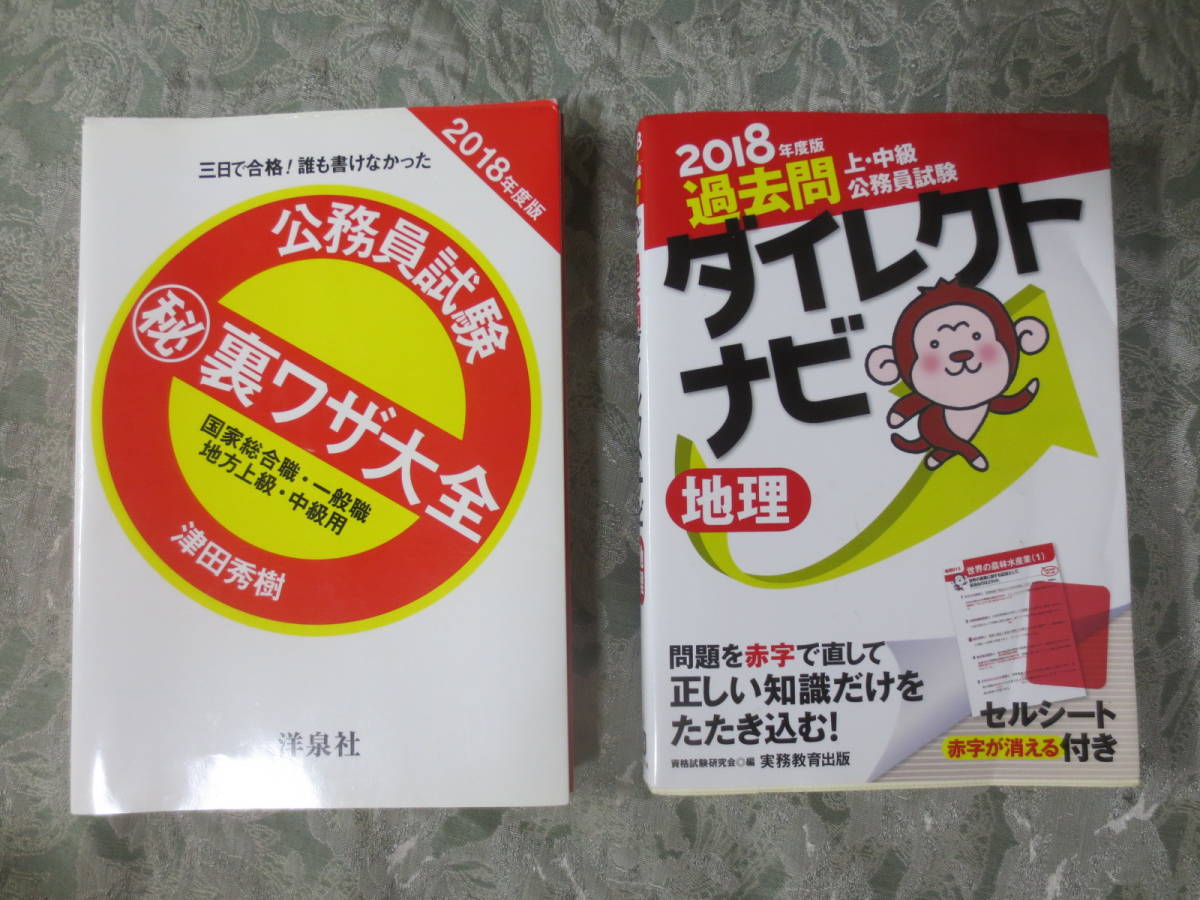 2018年度版
三日で合格！誰も書けなかった
公務員試験
㊙裏ワザ大全
国家総合職・一般職
地方上級・中級用
津田秀樹
洋泉社
2018年度版
過去問
上・中級
公務員試験
ダイレクト
ナビ
地理
世界の農林水産業(1)
問題を赤字で直して
正しい知識だけを
たたき込む！
セルシート
赤字が消える付き
資格試験研究会◎編 実務教育出版